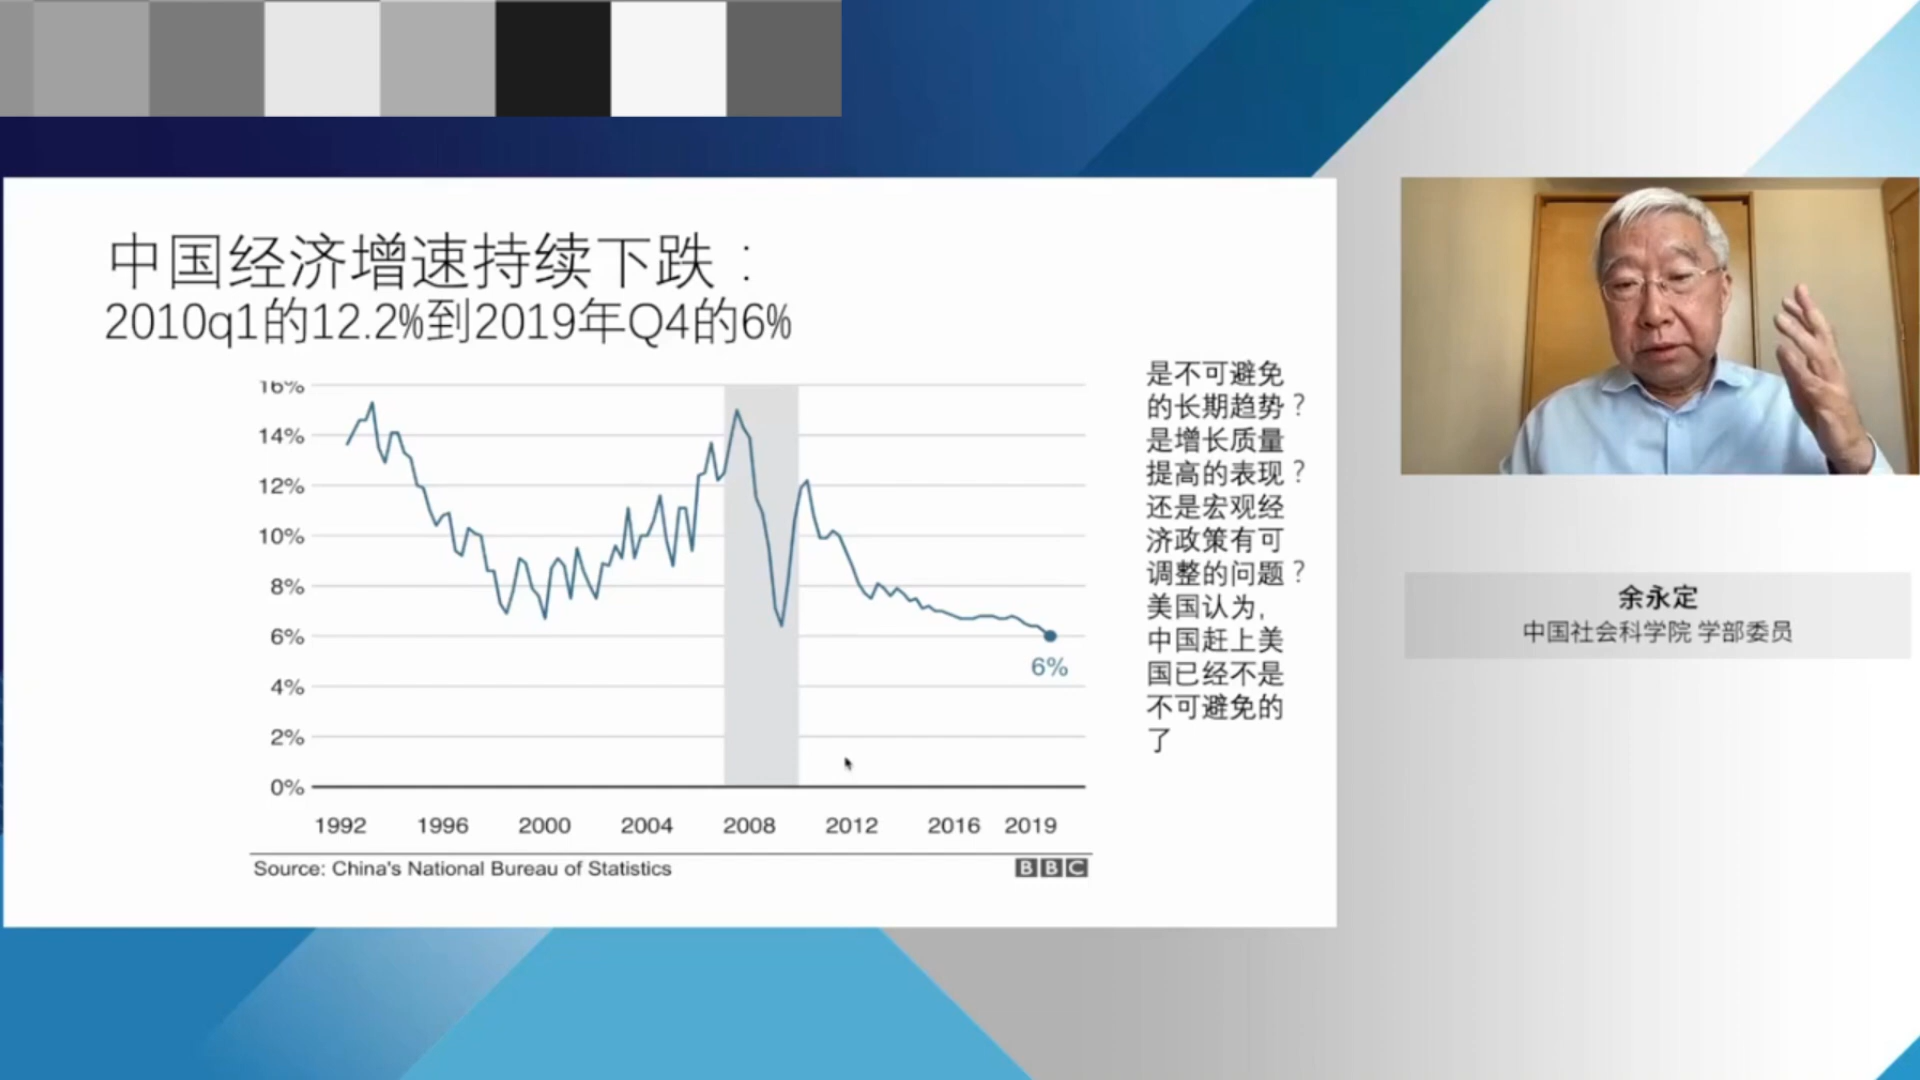 中国经济增速持续下跌：
2010q1的12.2%到2019年Q4的6%
16%
14%
12%
10%
8%
6%
4%
2%
0%
6%
1992 1996 2000 2004 2008 2012 2016 2019
Source: China's National Bureau of Statistics
BBC
是不可避免
的长期趋势？
是增长质量
提高的表现？
还是宏观经
济政策有可
调整的问题？
美国认为，
中国赶上美
国已经不是
不可避免的
了
余永定
中国社会科学院 学部委员